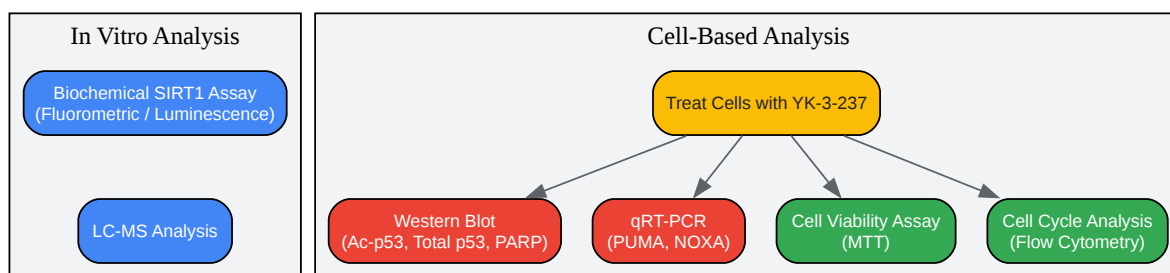 In Vitro Analysis
Biochemical SIRT1 Assay
(Fluorometric / Luminescence)
LC-MS Analysis
Cell-Based Analysis
Treat Cells with YK-3-237
Western Blot
(Ac-p53, Total p53, PARP)
qRT-PCR
(PUMA, NOXA)
Cell Viability Assay
(MTT)
Cell Cycle Analysis
(Flow Cytometry)